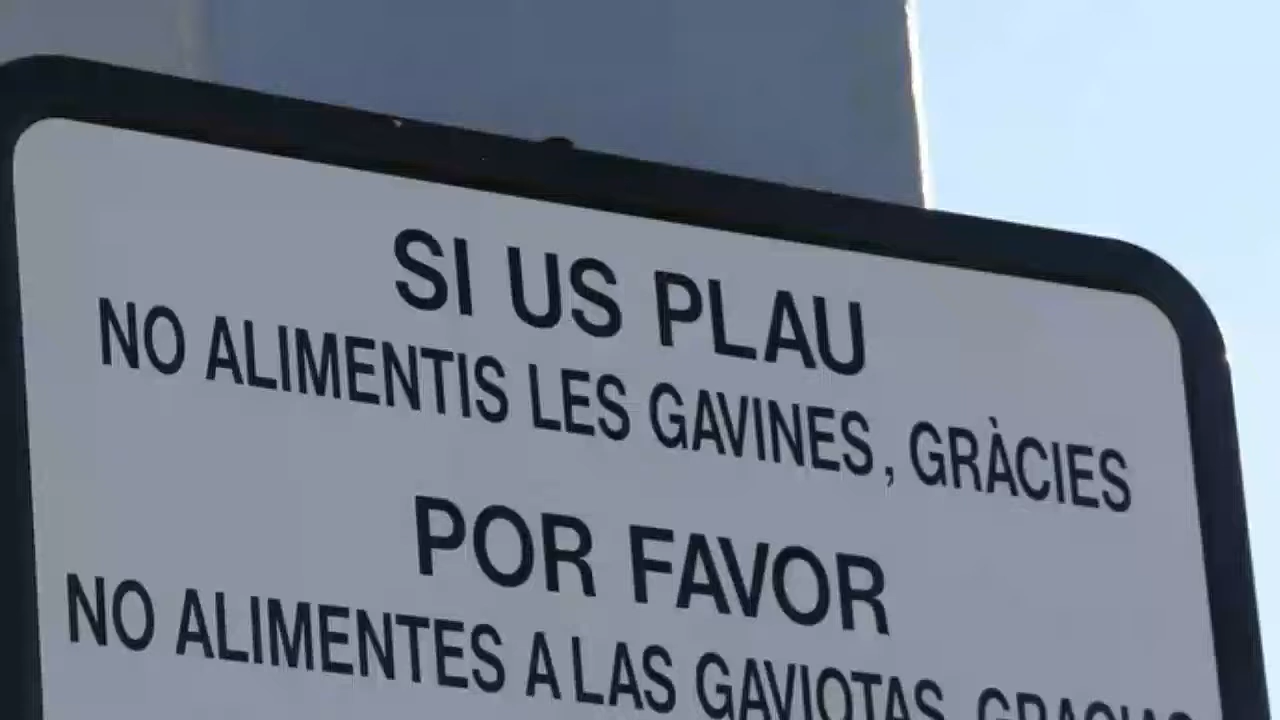 SI US PLAU
NO ALIMENTIS LES GAVINES, GRÀCIES
POR FAVOR
NO ALIMENTES A LAS GAVIOTAS, GRACIAS